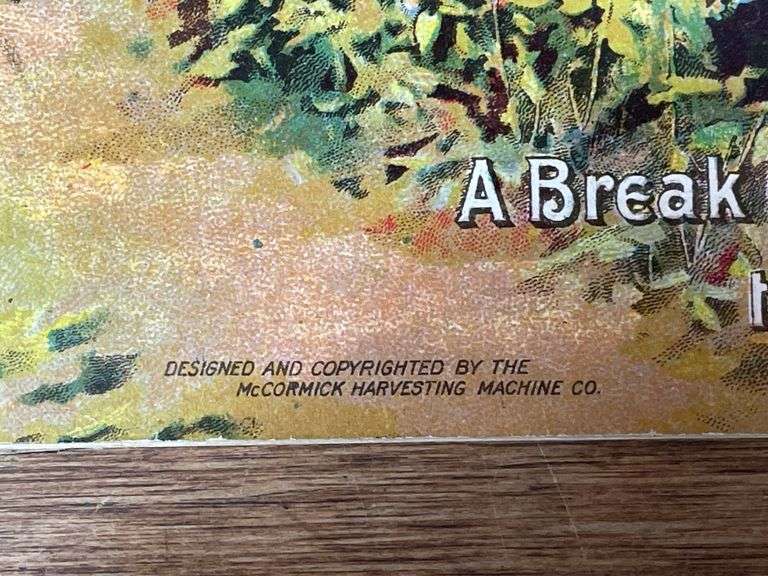 A Break
DESIGNED AND COPYRIGHTED BY THE
McCORMICK HARVESTING MACHINE CO.